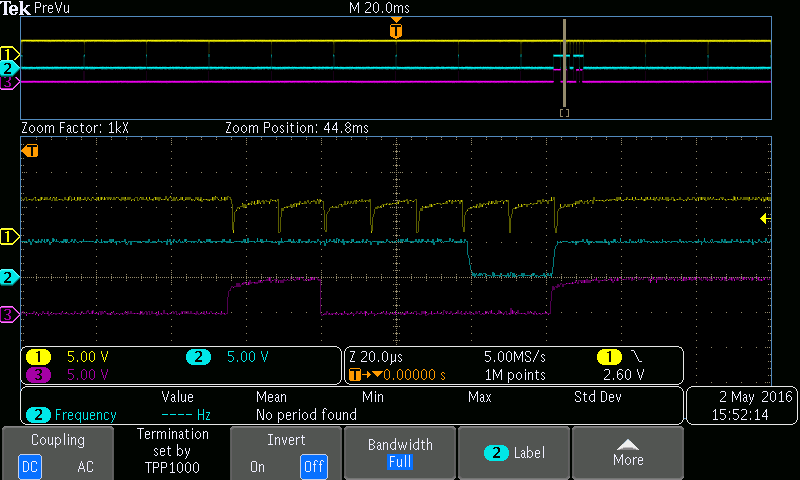 Tek PreVu M 20.0ms
T
1
2
3
[]
Zoom Factor: 1kX Zoom Position: 44.8ms
T
1
2
3
1 5.00 V 2 5.00 V
3 5.00 V
Z 20.0µs 5.00MS/s 1
T→▼0.00000 s 1M points 2.60 V
Value Mean Min Max Std Dev
2 Frequency ---- Hz No period found
2 May 2016
15:52:14
Coupling
DC AC
Termination
set by
TPP1000
Invert
On Off
Bandwidth
Full
2 Label
More